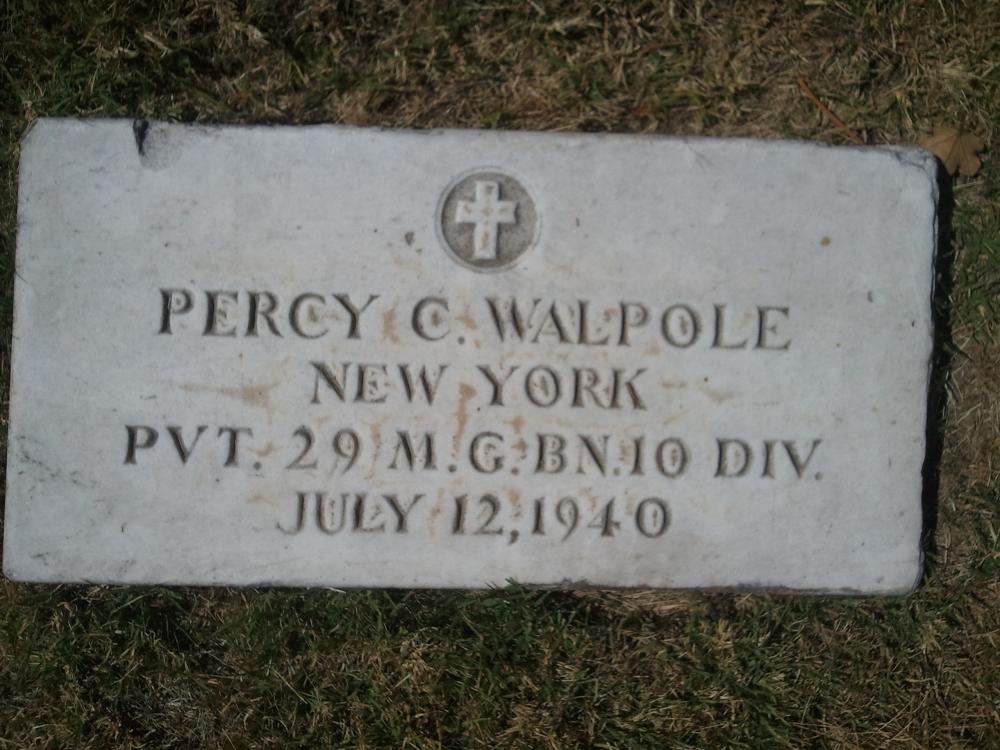 PERCY C. WALPOLE
NEW YORK
PVT. 29 M.G. BN. 10 DIV.
JULY 12, 1940